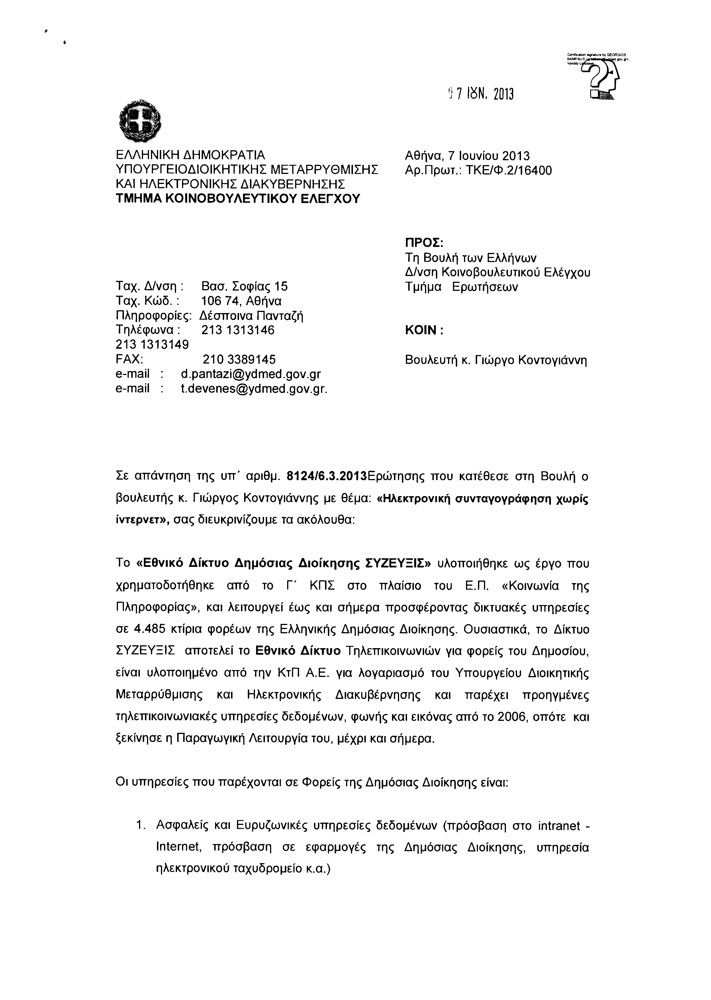 Certification signature by GEORGIOS
BAMPALIS
Validity Unknown
7 ΙΟΥΝ. 2013
ΕΛΛΗΝΙΚΗ ΔΗΜΟΚΡΑΤΙΑ
ΥΠΟΥΡΓΕΙΟΔΙΟΙΚΗΤΙΚΗΣ ΜΕΤΑΡΡΥΘΜΙΣΗΣ
ΚΑΙ ΗΛΕΚΤΡΟΝΙΚΗΣ ΔΙΑΚΥΒΕΡΝΗΣΗΣ
ΤΜΗΜΑ ΚΟΙΝΟΒΟΥΛΕΥΤΙΚΟΥ ΕΛΕΓΧΟΥ
Αθήνα, 7 Ιουνίου 2013
Αρ.Πρωτ.: ΤΚΕ/Φ.2/16400
ΠΡΟΣ:
Τη Βουλή των Ελλήνων
Δ/νση Κοινοβουλευτικού Ελέγχου
Τμήμα Ερωτήσεων
Ταχ. Δ/νση : Βασ. Σοφίας 15
Ταχ. Κώδ. : 106 74, Αθήνα
Πληροφορίες: Δέσποινα Πανταζή
Τηλέφωνα : 213 1313146
213 1313149
FAX: 210 3389145
e-mail : d.pantazi@ydmed.gov.gr
e-mail : t.devenes@ydmed.gov.gr.
ΚΟΙΝ :
Βουλευτή κ. Γιώργο Κοντογιάννη
Σε απάντηση της υπ΄ αριθμ. 8124/6.3.2013Ερώτησης που κατέθεσε στη Βουλή ο
βουλευτής κ. Γιώργος Κοντογιάννης με θέμα: «Ηλεκτρονική συνταγογράφηση χωρίς
ίντερνετ», σας διευκρινίζουμε τα ακόλουθα:
Το «Εθνικό Δίκτυο Δημόσιας Διοίκησης ΣΥΖΕΥΞΙΣ» υλοποιήθηκε ως έργο που
χρηματοδοτήθηκε από το Γ΄ ΚΠΣ στο πλαίσιο του Ε.Π. «Κοινωνία της
Πληροφορίας», και λειτουργεί έως και σήμερα προσφέροντας δικτυακές υπηρεσίες
σε 4.485 κτίρια φορέων της Ελληνικής Δημόσιας Διοίκησης. Ουσιαστικά, το Δίκτυο
ΣΥΖΕΥΞΙΣ αποτελεί το Εθνικό Δίκτυο Τηλεπικοινωνιών για φορείς του Δημοσίου,
είναι υλοποιημένο από την ΚτΠ Α.Ε. για λογαριασμό του Υπουργείου Διοικητικής
Μεταρρύθμισης και Ηλεκτρονικής Διακυβέρνησης και παρέχει προηγμένες
τηλεπικοινωνιακές υπηρεσίες δεδομένων, φωνής και εικόνας από το 2006, οπότε και
ξεκίνησε η Παραγωγική Λειτουργία του, μέχρι και σήμερα.
Οι υπηρεσίες που παρέχονται σε Φορείς της Δημόσιας Διοίκησης είναι:
1. Ασφαλείς και Ευρυζωνικές υπηρεσίες δεδομένων (πρόσβαση στο intranet -
Internet, πρόσβαση σε εφαρμογές της Δημόσιας Διοίκησης, υπηρεσία
ηλεκτρονικού ταχυδρομείο κ.α.)